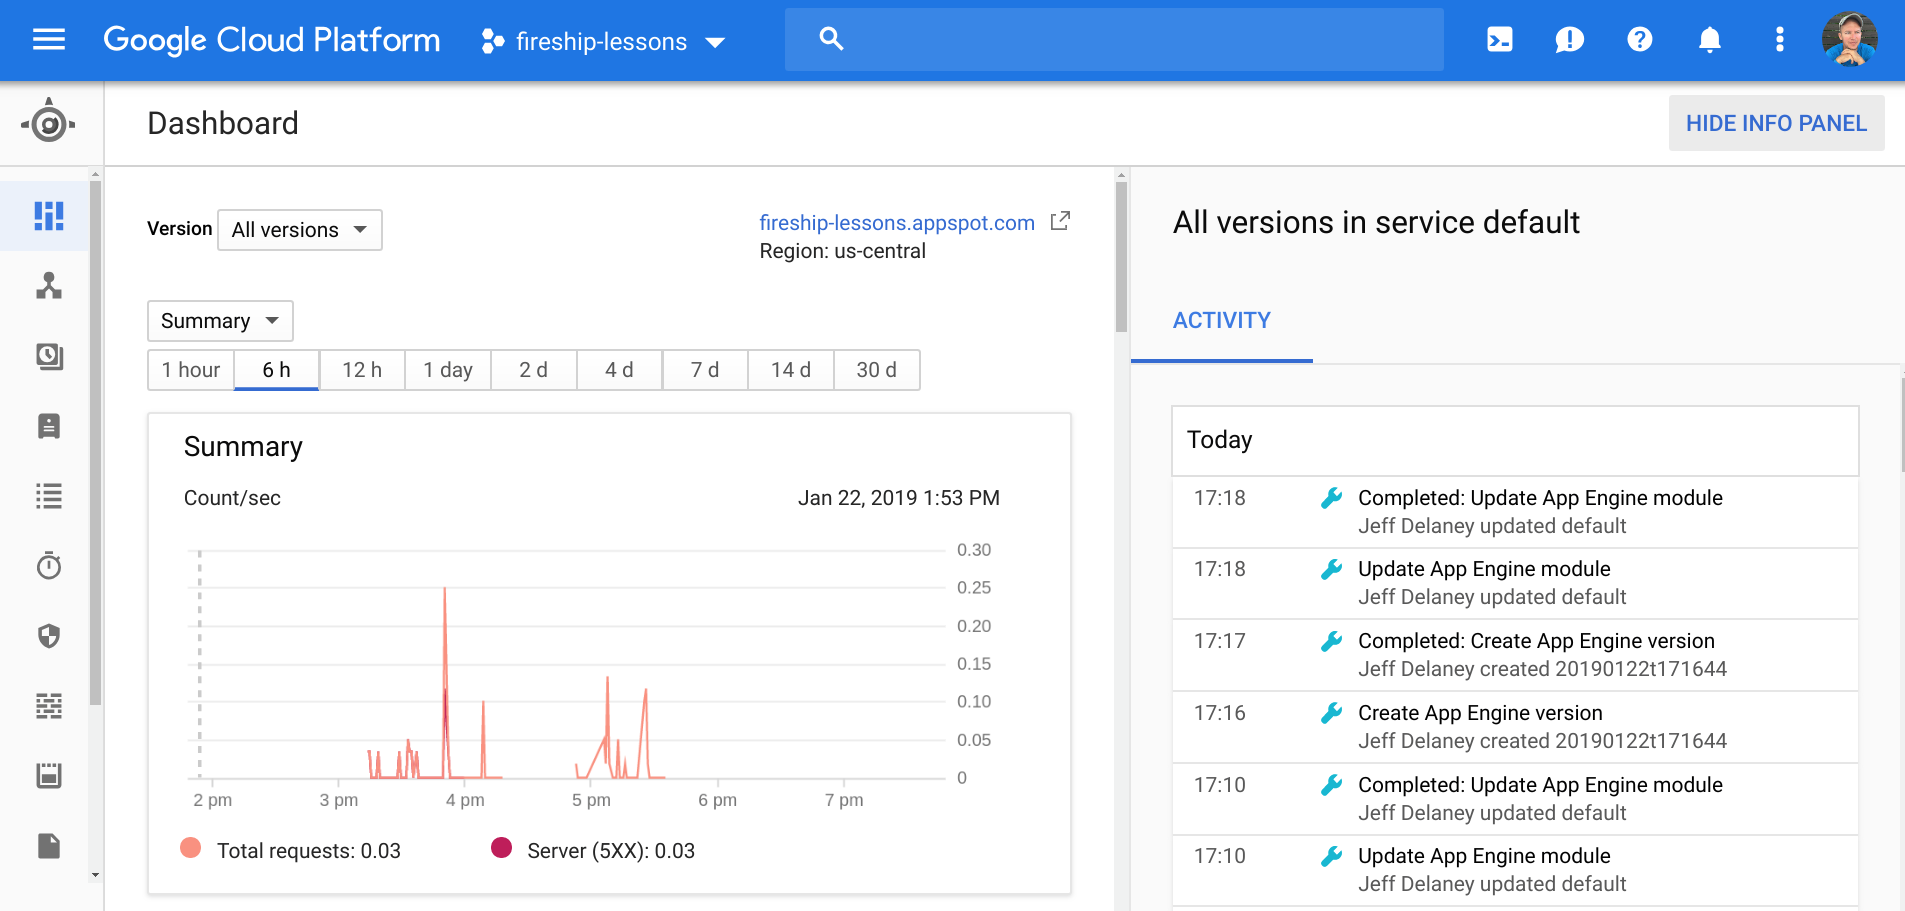 Google Cloud Platform
fireship-lessons
Dashboard
HIDE INFO PANEL
Version
All versions
fireship-lessons.appspot.com
Region: us-central
Summary
1 hour
6 h
12 h
1 day
2 d
4 d
7 d
14 d
30 d
Summary
Count/sec
Jan 22, 2019 1:53 PM
0.30
0.25
0.20
0.15
0.10
0.05
0
2 pm
3 pm
4 pm
5 pm
6 pm
7 pm
Total requests: 0.03
Server (5XX): 0.03
All versions in service default
ACTIVITY
Today
17:18
Completed: Update App Engine module
Jeff Delaney updated default
17:18
Update App Engine module
Jeff Delaney updated default
17:17
Completed: Create App Engine version
Jeff Delaney created 20190122t171644
17:16
Create App Engine version
Jeff Delaney created 20190122t171644
17:10
Completed: Update App Engine module
Jeff Delaney updated default
17:10
Update App Engine module
Jeff Delaney updated default